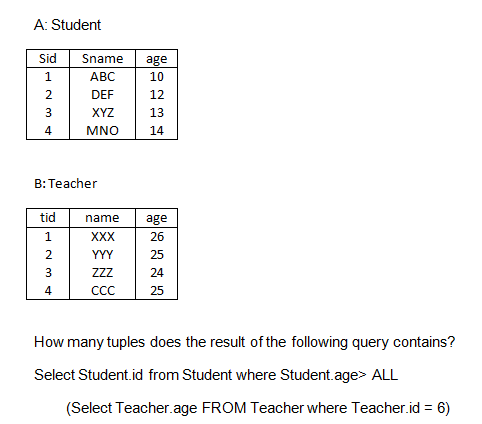 A: Student
Sid Sname age
1 ABC 10
2 DEF 12
3 XYZ 13
4 MNO 14
B: Teacher
tid name age
1 XXX 26
2 YYY 25
3 ZZZ 24
4 CCC 25
How many tuples does the result of the following query contains?
Select Student.id from Student where Student.age> ALL
(Select Teacher.age FROM Teacher where Teacher.id = 6)